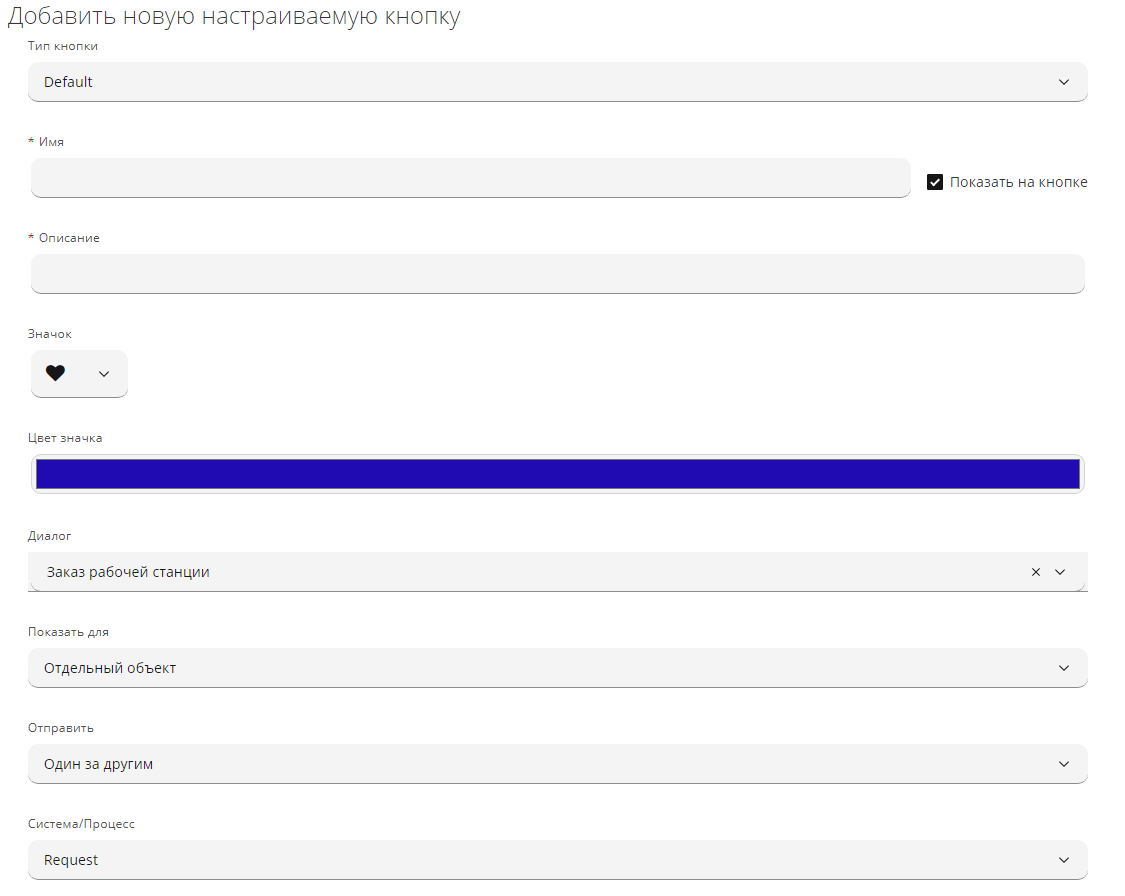 Добавить новую настраиваемую кнопку
Тип кнопки
Default
* Имя
Показать на кнопке
* Описание
Значок
Цвет значка
Диалог
Заказ рабочей станции
Показать для
Отдельный объект
Отправить
Один за другим
Система/Процесс
Request